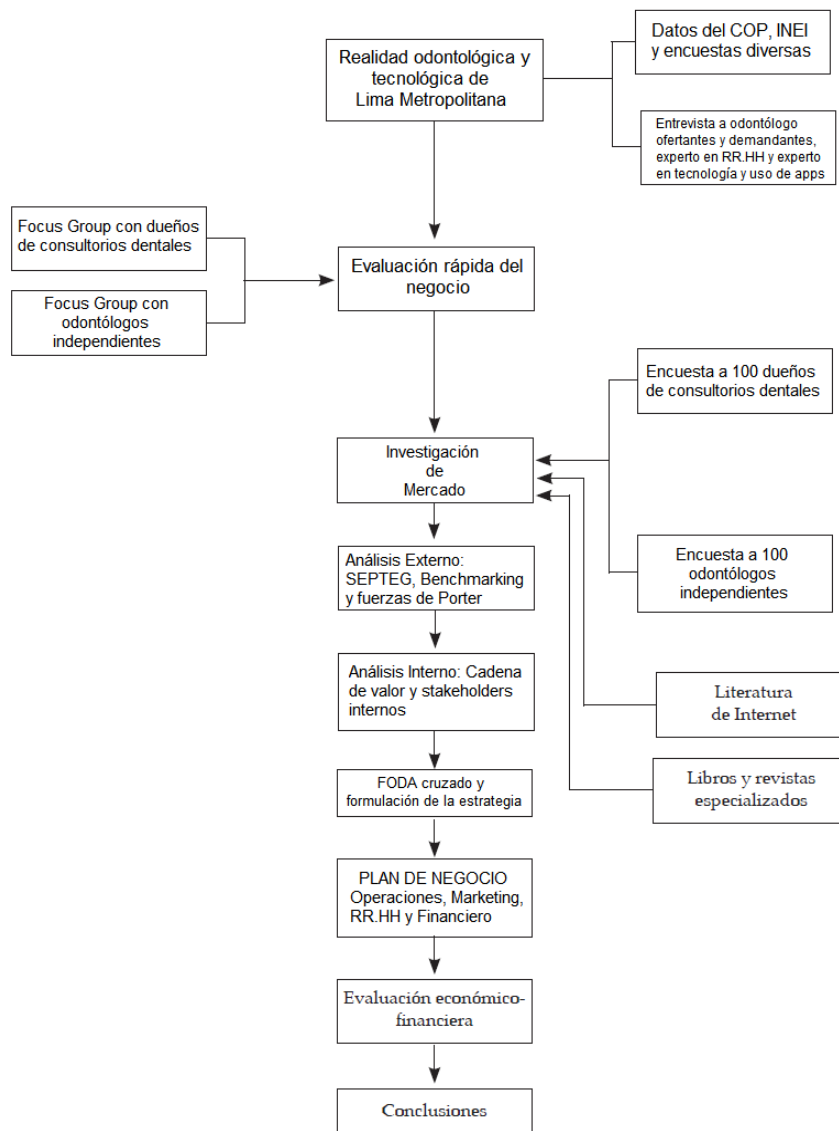 Realidad odontológica y
tecnológica de
Lima Metropolitana
Datos del COP, INEI
y encuestas diversas
Entrevista a odontólogo
ofertantes y demandantes,
experto en RR.HH y experto
en tecnología y uso de apps
Focus Group con dueños
de consultorios dentales
Focus Group con
odontólogos
independientes
Evaluación rápida del
negocio
Encuesta a 100 dueños
de consultorios dentales
Investigación
de
Mercado
Encuesta a 100
odontólogos
independientes
Análisis Externo:
SEPTEG, Benchmarking
y fuerzas de Porter
Análisis Interno: Cadena
de valor y stakeholders
internos
Literatura
de Internet
Libros y revistas
especializados
FODA cruzado y
formulación de la estrategia
PLAN DE NEGOCIO
Operaciones, Marketing,
RR.HH y Financiero
Evaluación económico-
financiera
Conclusiones